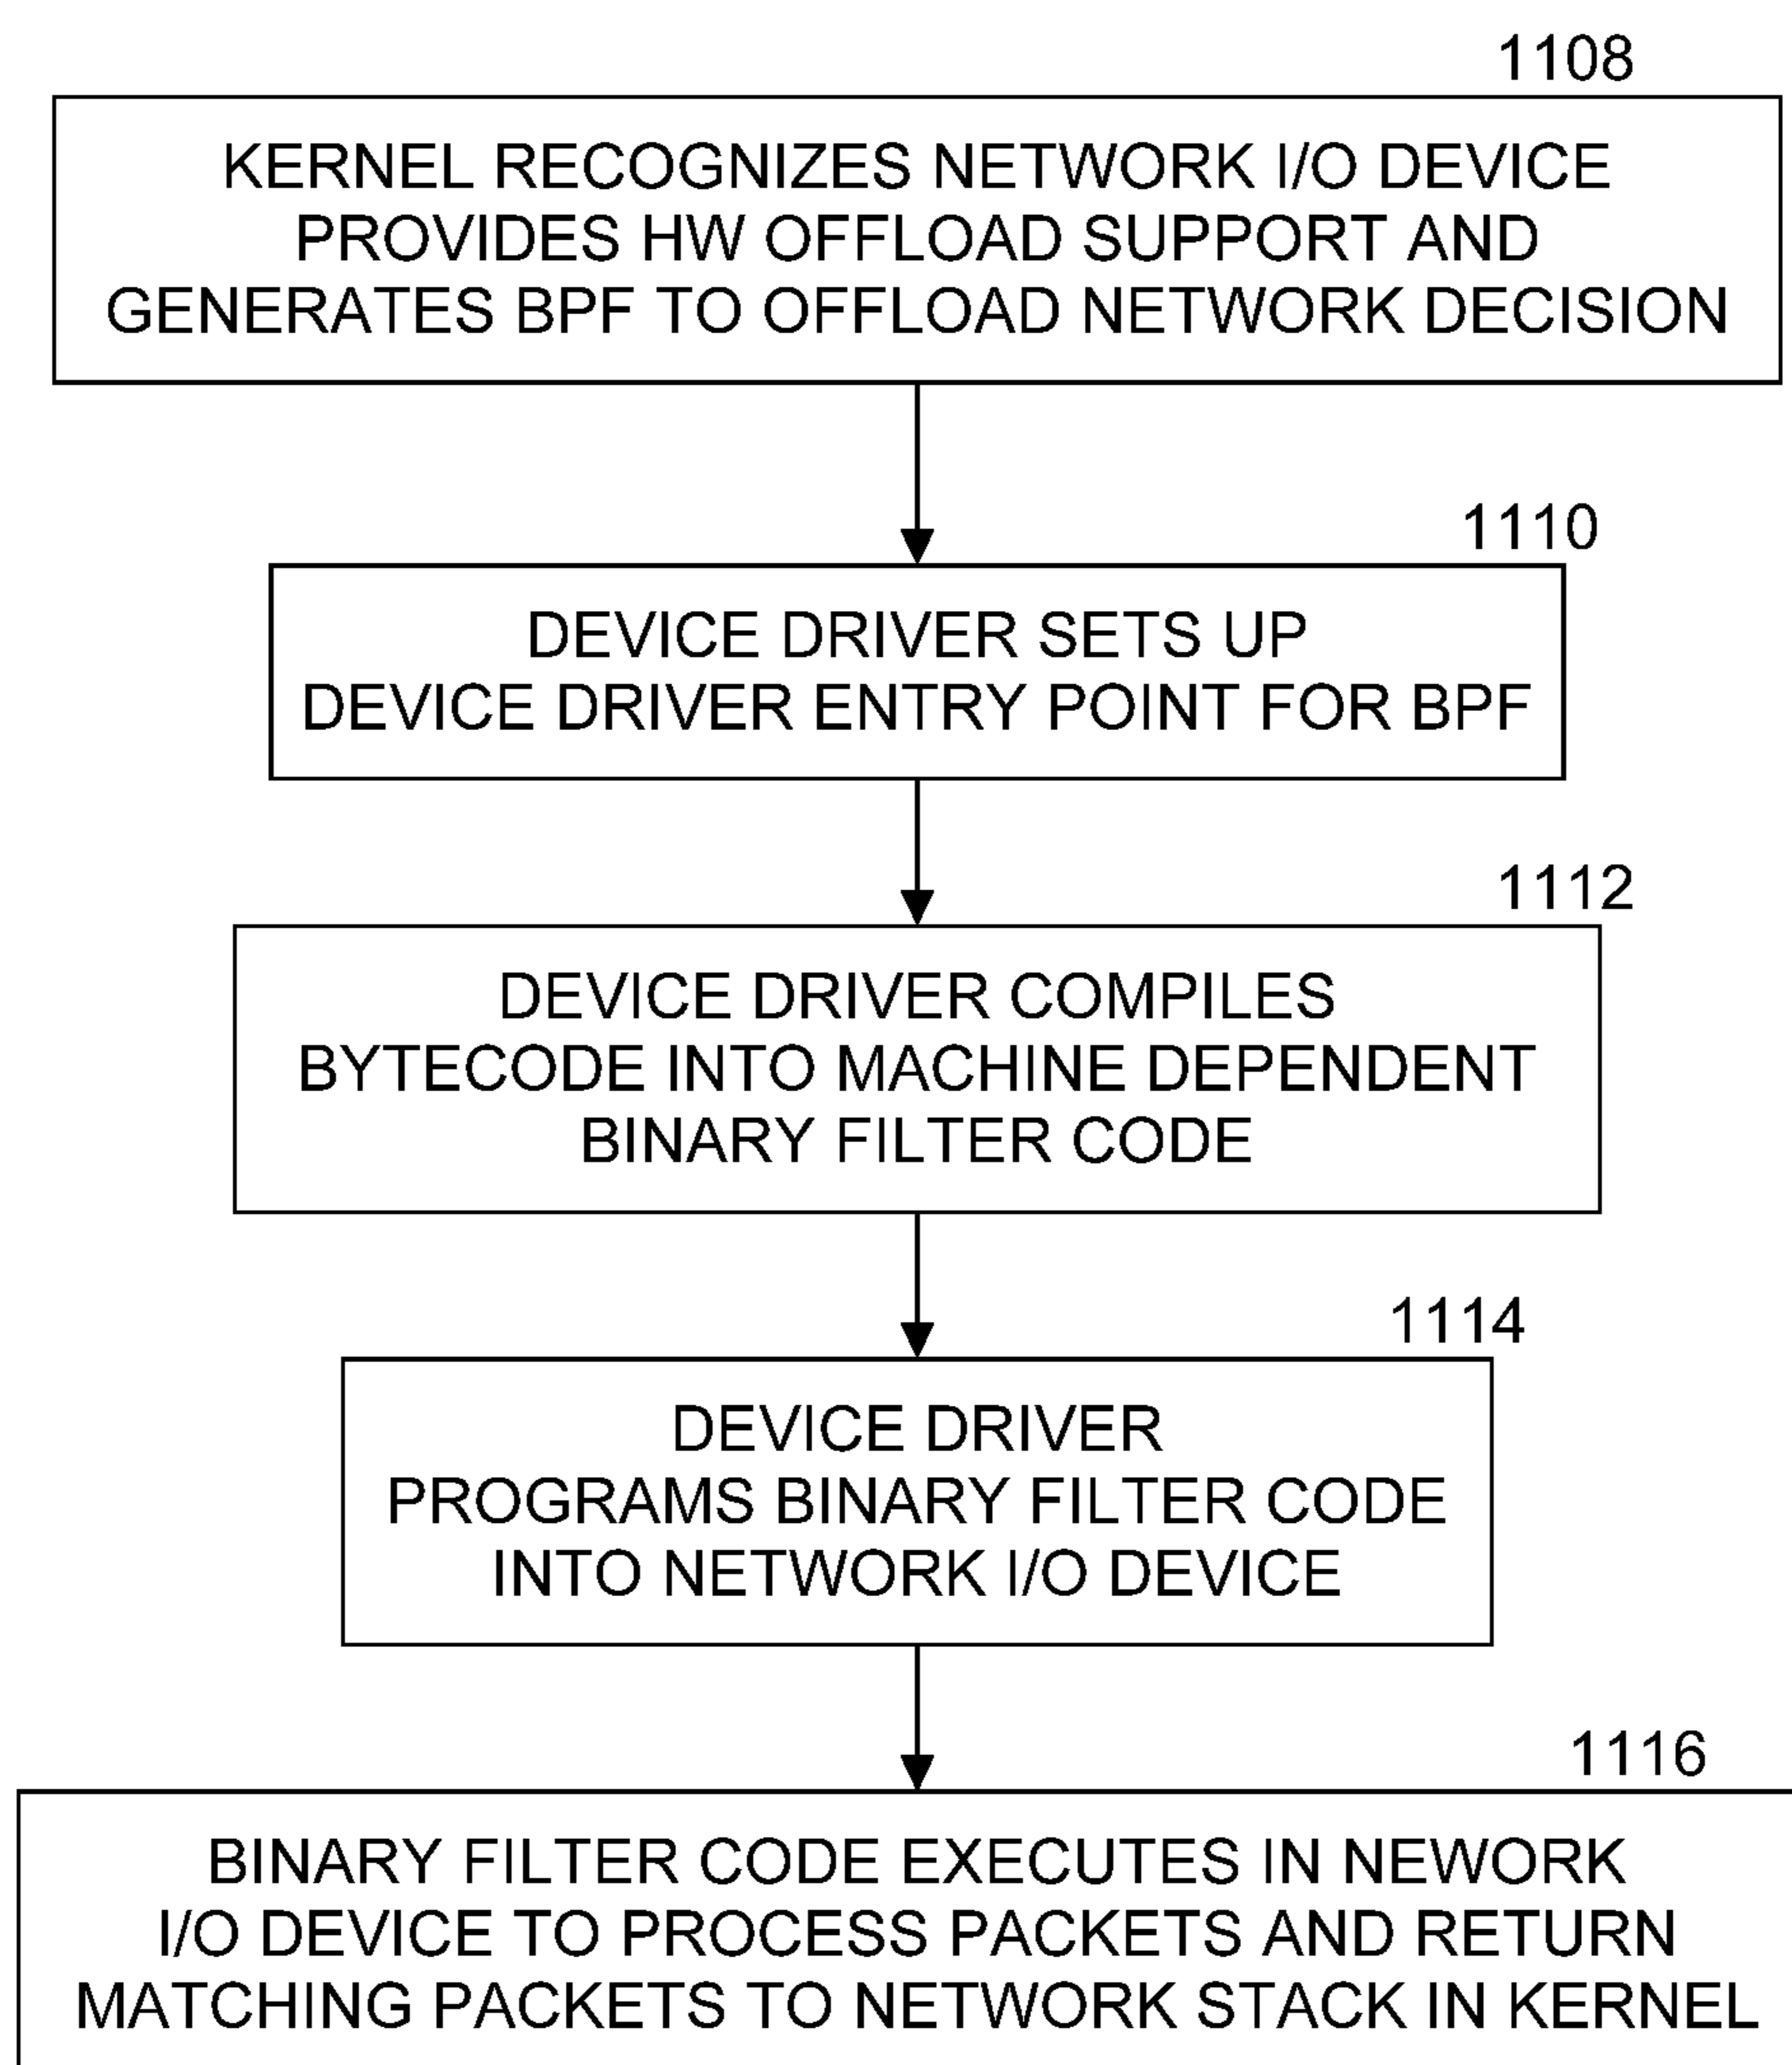 1108
KERNEL RECOGNIZES NETWORK I/O DEVICE
PROVIDES HW OFFLOAD SUPPORT AND
GENERATES BPF TO OFFLOAD NETWORK DECISION
1110
DEVICE DRIVER SETS UP
DEVICE DRIVER ENTRY POINT FOR BPF
1112
DEVICE DRIVER COMPILES
BYTECODE INTO MACHINE DEPENDENT
BINARY FILTER CODE
1114
DEVICE DRIVER
PROGRAMS BINARY FILTER CODE
INTO NETWORK I/O DEVICE
1116
BINARY FILTER CODE EXECUTES IN NEWORK
I/O DEVICE TO PROCESS PACKETS AND RETURN
MATCHING PACKETS TO NETWORK STACK IN KERNEL